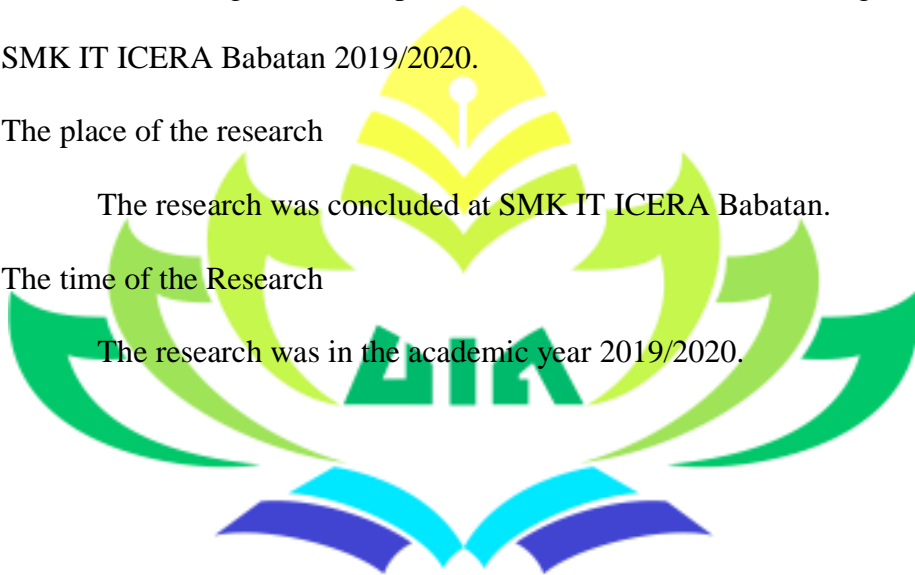 SMK IT ICERA Babatan 2019/2020.
The place of the research
The research was concluded at SMK IT ICERA Babatan.
The time of the Research
The research was in the academic year 2019/2020.